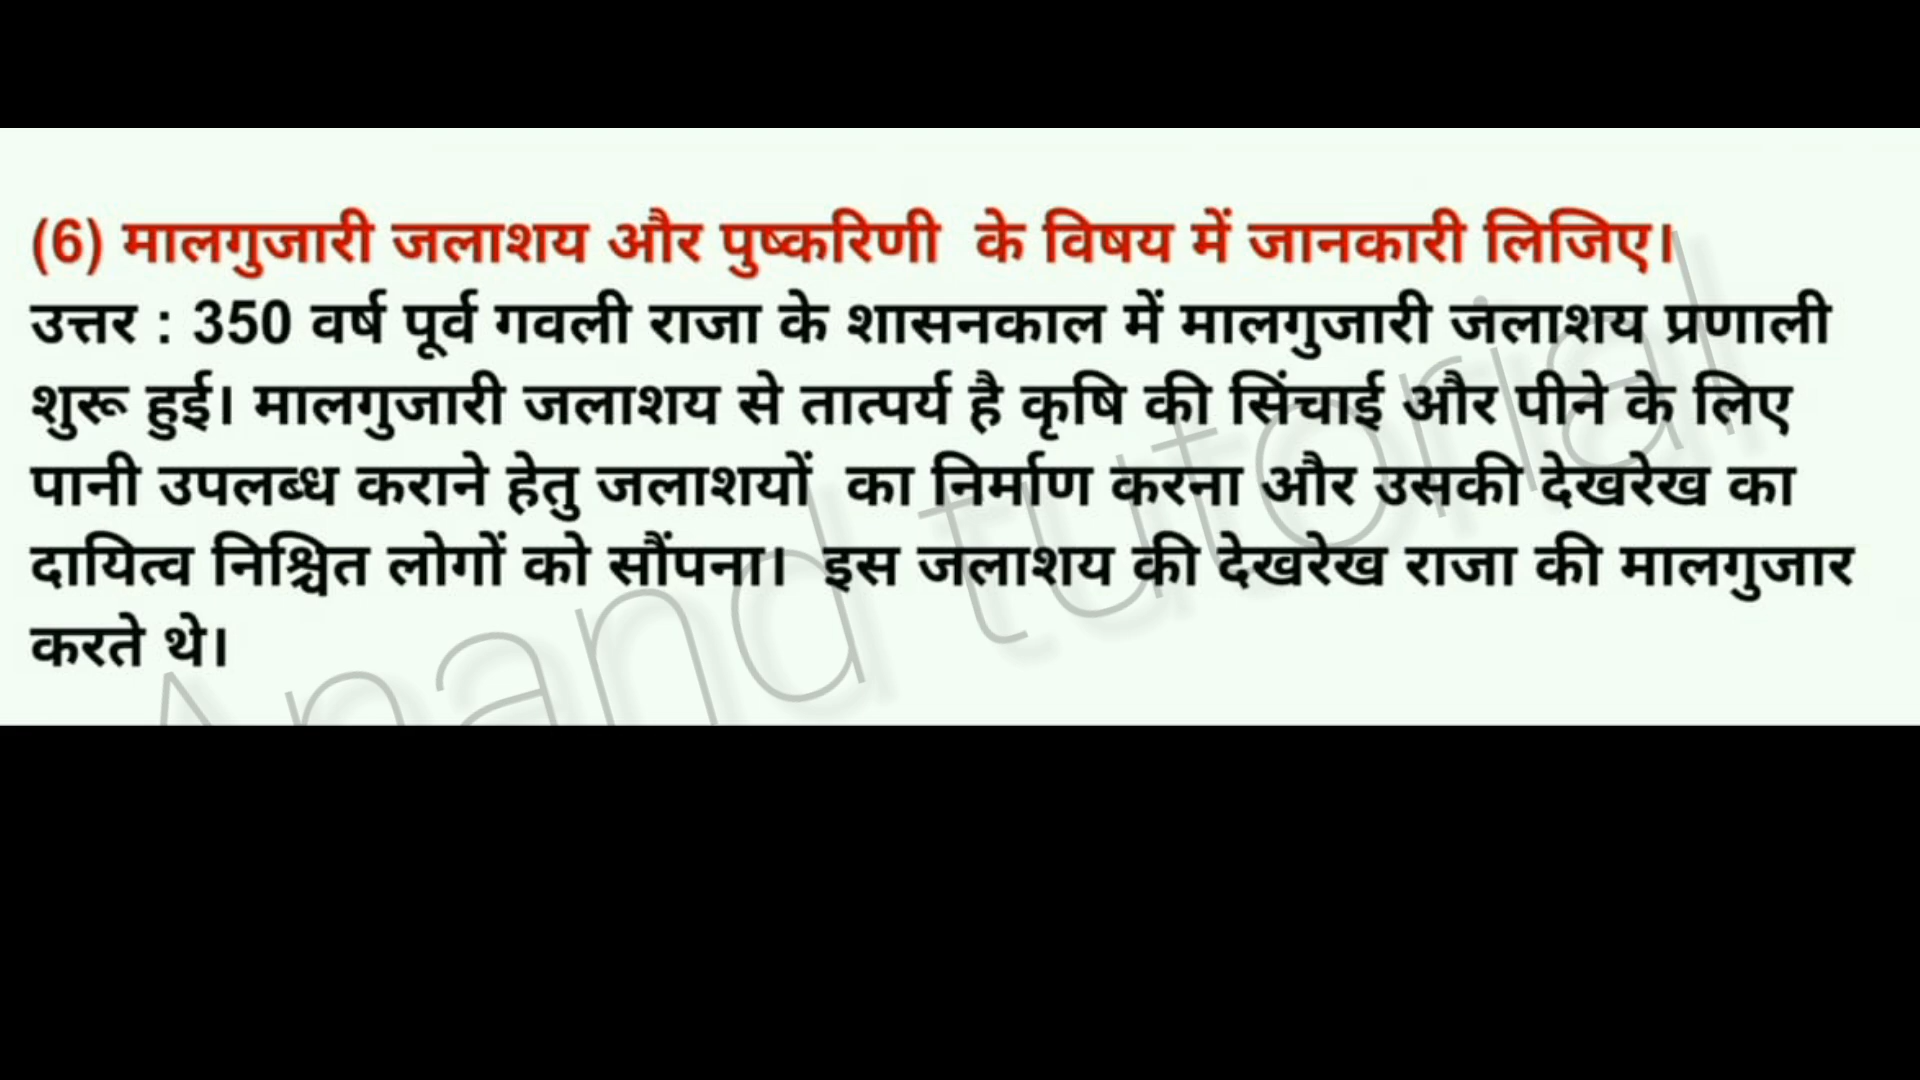 (6) मालगुजारी जलाशय और पुष्करिणी के विषय में जानकारी लिजिए।
उत्तर : 350 वर्ष पूर्व गवली राजा के शासनकाल में मालगुजारी जलाशय प्रणाली
शुरू हुई। मालगुजारी जलाशय से तात्पर्य है कृषि की सिंचाई और पीने के लिए
पानी उपलब्ध कराने हेतु जलाशयों का निर्माण करना और उसकी देखरेख का
दायित्व निश्चित लोगों को सौंपना। इस जलाशय की देखरेख राजा की मालगुजार
करते थे।
Anand tutorial